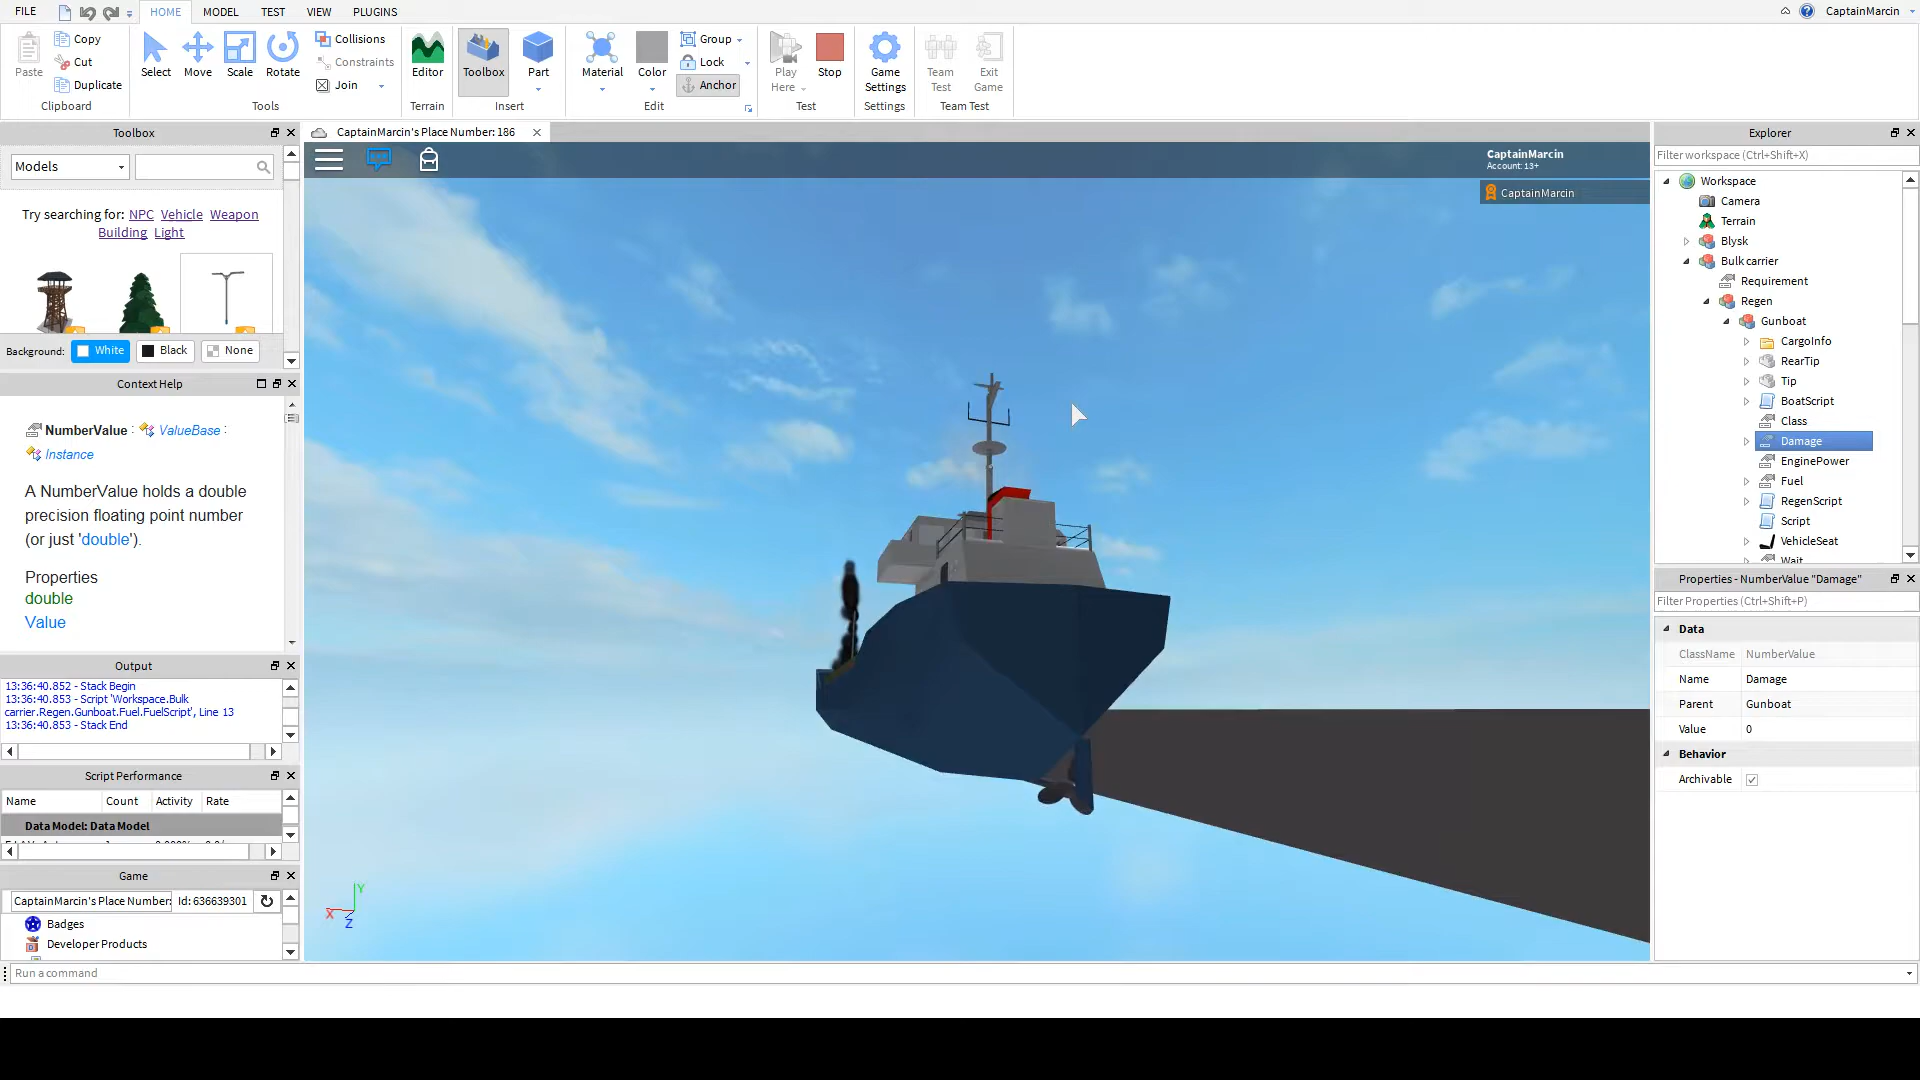 FILE
HOME
MODEL
TEST
VIEW
PLUGINS
CaptainMarcin
Paste
Copy
Cut
Duplicate
Clipboard
Select
Move
Scale
Rotate
Collisions
Constraints
Join
Tools
Editor
Terrain
Toolbox
Part
Insert
Material
Color
Group
Lock
Anchor
Edit
Play
Here
Stop
Test
Game
Settings
Settings
Team
Test
Exit
Game
Team Test
Toolbox
Models
Try searching for: NPC Vehicle Weapon
Building Light
Background: White Black None
Context Help
NumberValue : ValueBase :
Instance
A NumberValue holds a double
precision floating point number
(or just 'double').
Properties
double
Value
Output
13:36:40.852 - Stack Begin
13:36:40.853 - Script 'Workspace.Bulk
carrier.Regen.Gunboat.Fuel.FuelScript', Line 13
13:36:40.853 - Stack End
Script Performance
Name Count Activity Rate
Data Model: Data Model
Game
CaptainMarcin's Place Number: Id: 636639301
Badges
Developer Products
Run a command
CaptainMarcin's Place Number: 186
CaptainMarcin
Account: 13+
CaptainMarcin
X
Y
Z
Explorer
Filter workspace (Ctrl+Shift+X)
Workspace
Camera
Terrain
Blysk
Bulk carrier
Requirement
Regen
Gunboat
CargoInfo
RearTip
Tip
BoatScript
Class
Damage
EnginePower
Fuel
RegenScript
Script
VehicleSeat
Wait
Properties - NumberValue "Damage"
Filter Properties (Ctrl+Shift+P)
Data
ClassName NumberValue
Name Damage
Parent Gunboat
Value 0
Behavior
Archivable